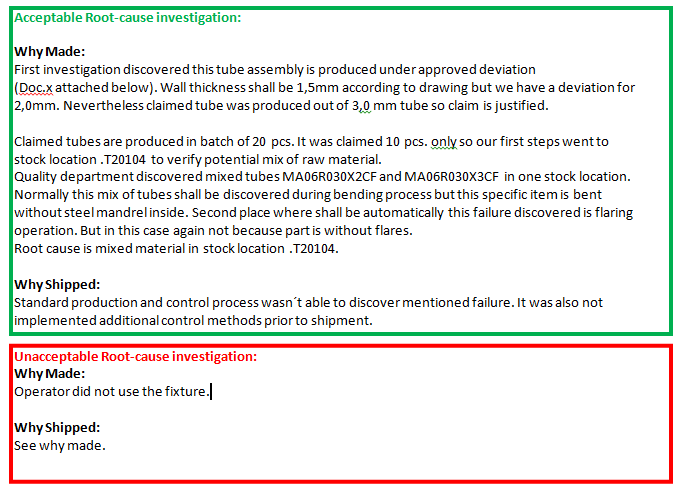 Acceptable Root-cause investigation:
Why Made:
First investigation discovered this tube assembly is produced under approved deviation
(Doc.x attached below). Wall thickness shall be 1,5mm according to drawing but we have a deviation for
2,0mm. Nevertheless claimed tube was produced out of 3,0 mm tube so claim is justified.
Claimed tubes are produced in batch of 20 pcs. It was claimed 10 pcs. only so our first steps went to
stock location .T20104 to verify potential mix of raw material.
Quality department discovered mixed tubes MA06R030X2CF and MA06R030X3CF in one stock location.
Normally this mix of tubes shall be discovered during bending process but this specific item is bent
without steel mandrel inside. Second place where shall be automatically this failure discovered is flaring
operation. But in this case again not because part is without flares.
Root cause is mixed material in stock location .T20104.
Why Shipped:
Standard production and control process wasn´t able to discover mentioned failure. It was also not
implemented additional control methods prior to shipment.
Unacceptable Root-cause investigation:
Why Made:
Operator did not use the fixture.
Why Shipped:
See why made.